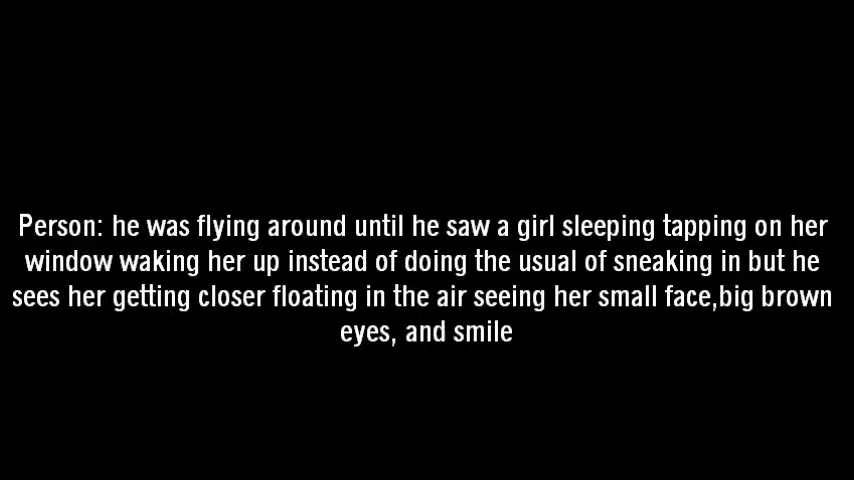 Person: he was flying around until he saw a girl sleeping tapping on her
window waking her up instead of doing the usual of sneaking in but he
sees her getting closer floating in the air seeing her small face,big brown
eyes, and smile